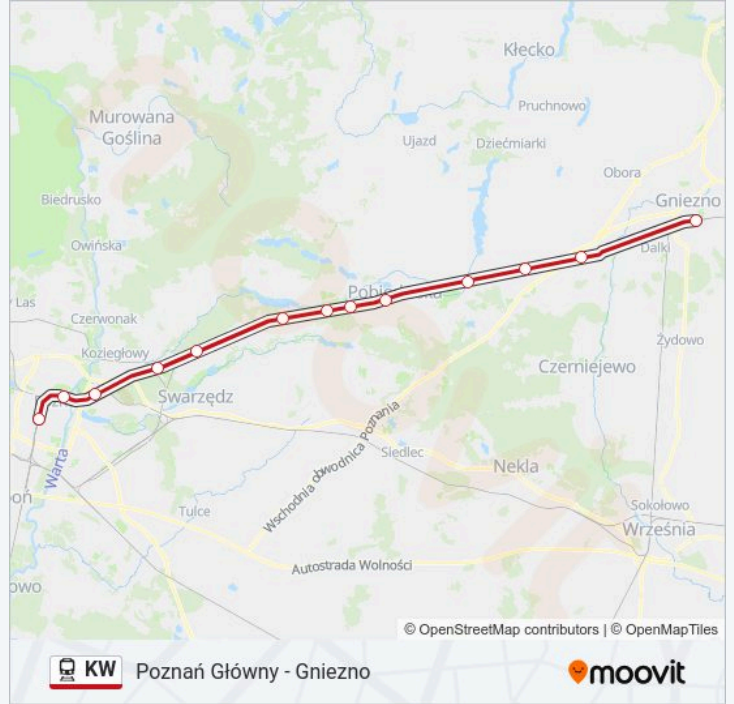 Kłecko
Murowana
Goślina
Pruchnowo
Ujazd
Dziećmiarki
Obora
Biedrusko
Gniezno
Owińska
Dalki
Las
Czerwonak
Koziegłowy
Żydowo
Czerniejewo
Swarzędz
Warta
Wschodnia obwodnica Poznania
Siedlec
Nekla
Tulce
Sokołowo
Września
Autostrada Wolności
© OpenStreetMap contributors | © OpenMapTiles
KW
Poznań Główny - Gniezno
moovit